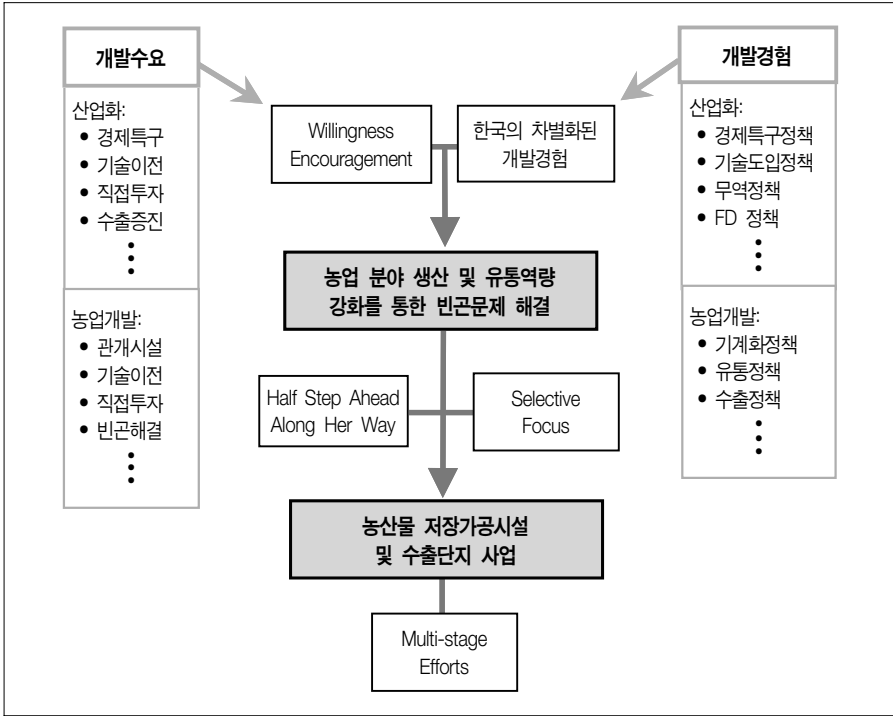 개발수요
산업화:
• 경제특구
• 기술이전
• 직접투자
• 수출증진
농업개발:
• 관개시설
• 기술이전
• 직접투자
• 빈곤해결
개발경험
산업화:
• 경제특구정책
• 기술도입정책
• 무역정책
• FD 정책
농업개발:
• 기계화정책
• 유통정책
• 수출정책
Willingness
Encouragement
한국의 차별화된
개발경험
농업 분야 생산 및 유통역량
강화를 통한 빈곤문제 해결
Half Step Ahead
Along Her Way
Selective
Focus
농산물 저장가공시설
및 수출단지 사업
Multi-stage
Efforts